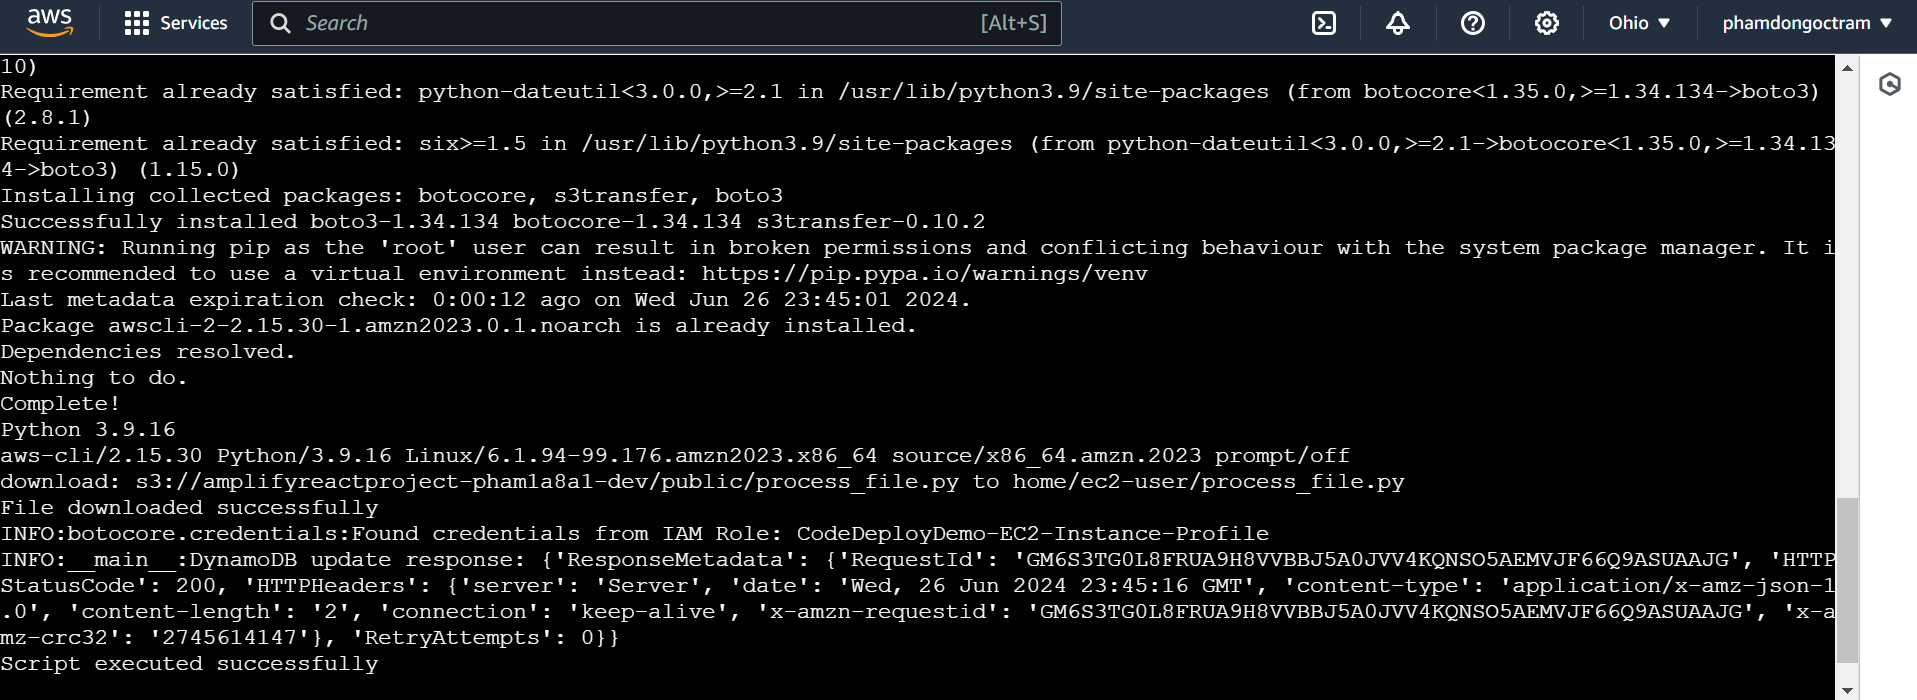 aws
Services
Search
[Alt+S]
Ohio
phamdongoctram
10)
Requirement already satisfied: python-dateutil<3.0.0,>=2.1 in /usr/lib/python3.9/site-packages (from botocore<1.35.0,>=1.34.134->boto3)
(2.8.1)
Requirement already satisfied: six>=1.5 in /usr/lib/python3.9/site-packages (from python-dateutil<3.0.0,>=2.1->botocore<1.35.0,>=1.34.13
4->boto3) (1.15.0)
Installing collected packages: botocore, s3transfer, boto3
Successfully installed boto3-1.34.134 botocore-1.34.134 s3transfer-0.10.2
WARNING: Running pip as the 'root' user can result in broken permissions and conflicting behaviour with the system package manager. It i
s recommended to use a virtual environment instead: https://pip.pypa.io/warnings/venv
Last metadata expiration check: 0:00:12 ago on Wed Jun 26 23:45:01 2024.
Package awscli-2-2.15.30-1.amzn2023.0.1.noarch is already installed.
Dependencies resolved.
Nothing to do.
Complete!
Python 3.9.16
aws-cli/2.15.30 Python/3.9.16 Linux/6.1.94-99.176.amzn2023.x86_64 source/x86_64.amzn.2023 prompt/off
download: s3://amplifyreactproject-pham1a8a1-dev/public/process_file.py to home/ec2-user/process_file.py
File downloaded successfully
INFO:botocore.credentials:Found credentials from IAM Role: CodeDeployDemo-EC2-Instance-Profile
INFO:__main__:DynamoDB update response: {'ResponseMetadata': {'RequestId': 'GM6S3TG0L8FRUA9H8VVBBJ5A0JVV4KQNSO5AEMVJF66Q9ASUAAJG', 'HTTP
StatusCode': 200, 'HTTPHeaders': {'server': 'Server', 'date': 'Wed, 26 Jun 2024 23:45:16 GMT', 'content-type': 'application/x-amz-json-1
.0', 'content-length': '2', 'connection': 'keep-alive', 'x-amzn-requestid': 'GM6S3TG0L8FRUA9H8VVBBJ5A0JVV4KQNSO5AEMVJF66Q9ASUAAJG', 'x-a
mz-crc32': '2745614147'}, 'RetryAttempts': 0}}
Script executed successfully